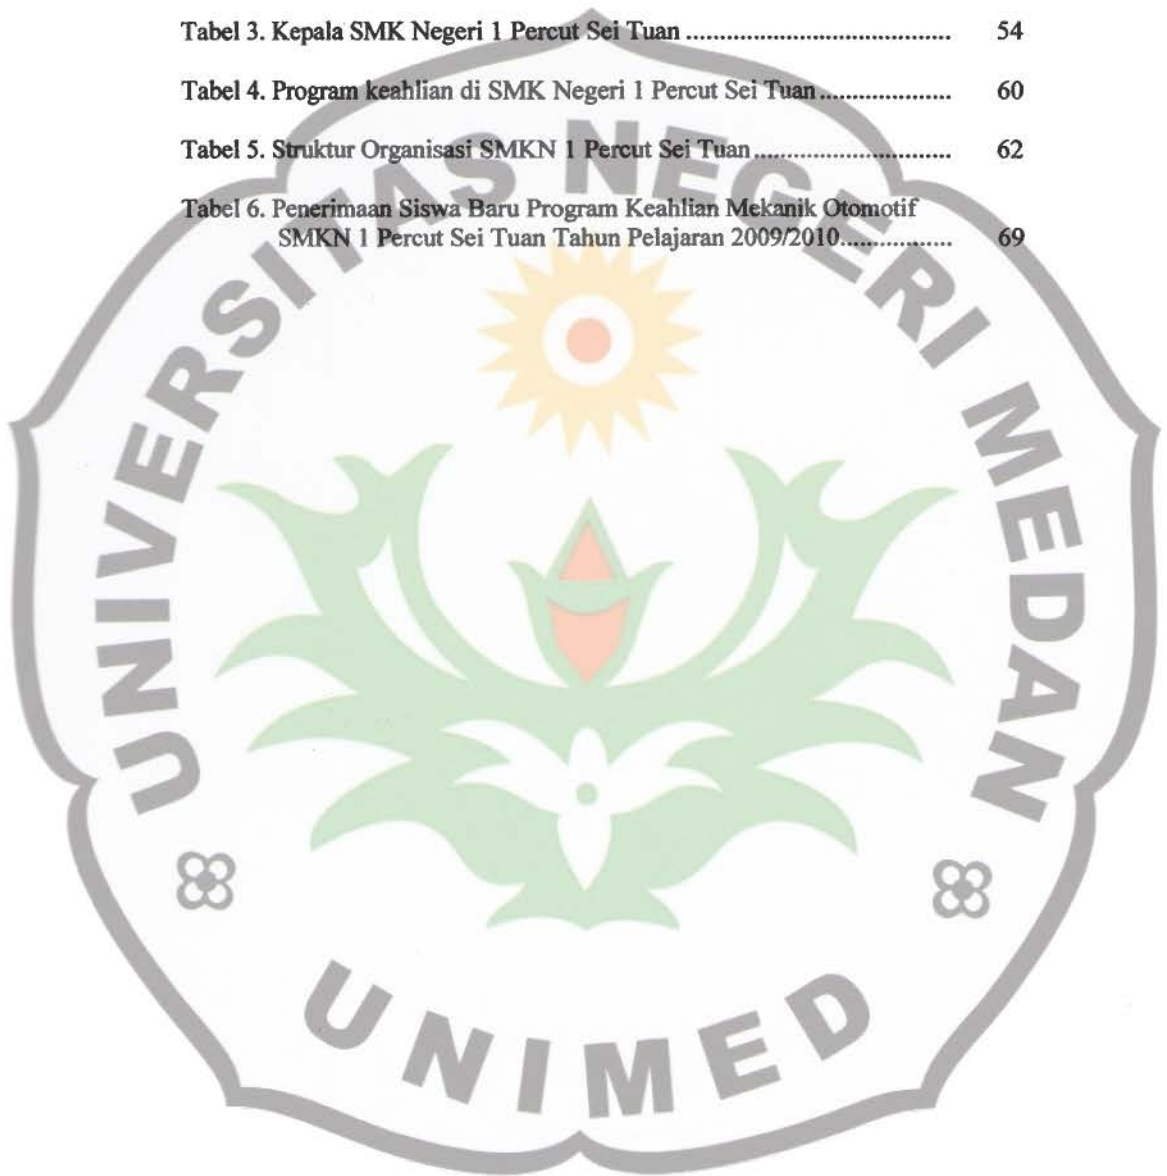 Tabel 3. Kepala SMK Negeri 1 Percut Sei Tuan ....................................... 54
Tabel 4. Program keahlian di SMK Negeri 1 Percut Sei Tuan .................... 60
Tabel 5. Struktur Organisasi SMKN 1 Percut Sei Tuan ............................. 62
Tabel 6. Penerimaan Siswa Baru Program Keahlian Mekanik Otomotif
SMKN 1 Percut Sei Tuan Tahun Pelajaran 2009/2010................. 69
UNIVERSITAS NEGERI MEDAN
UNIMED